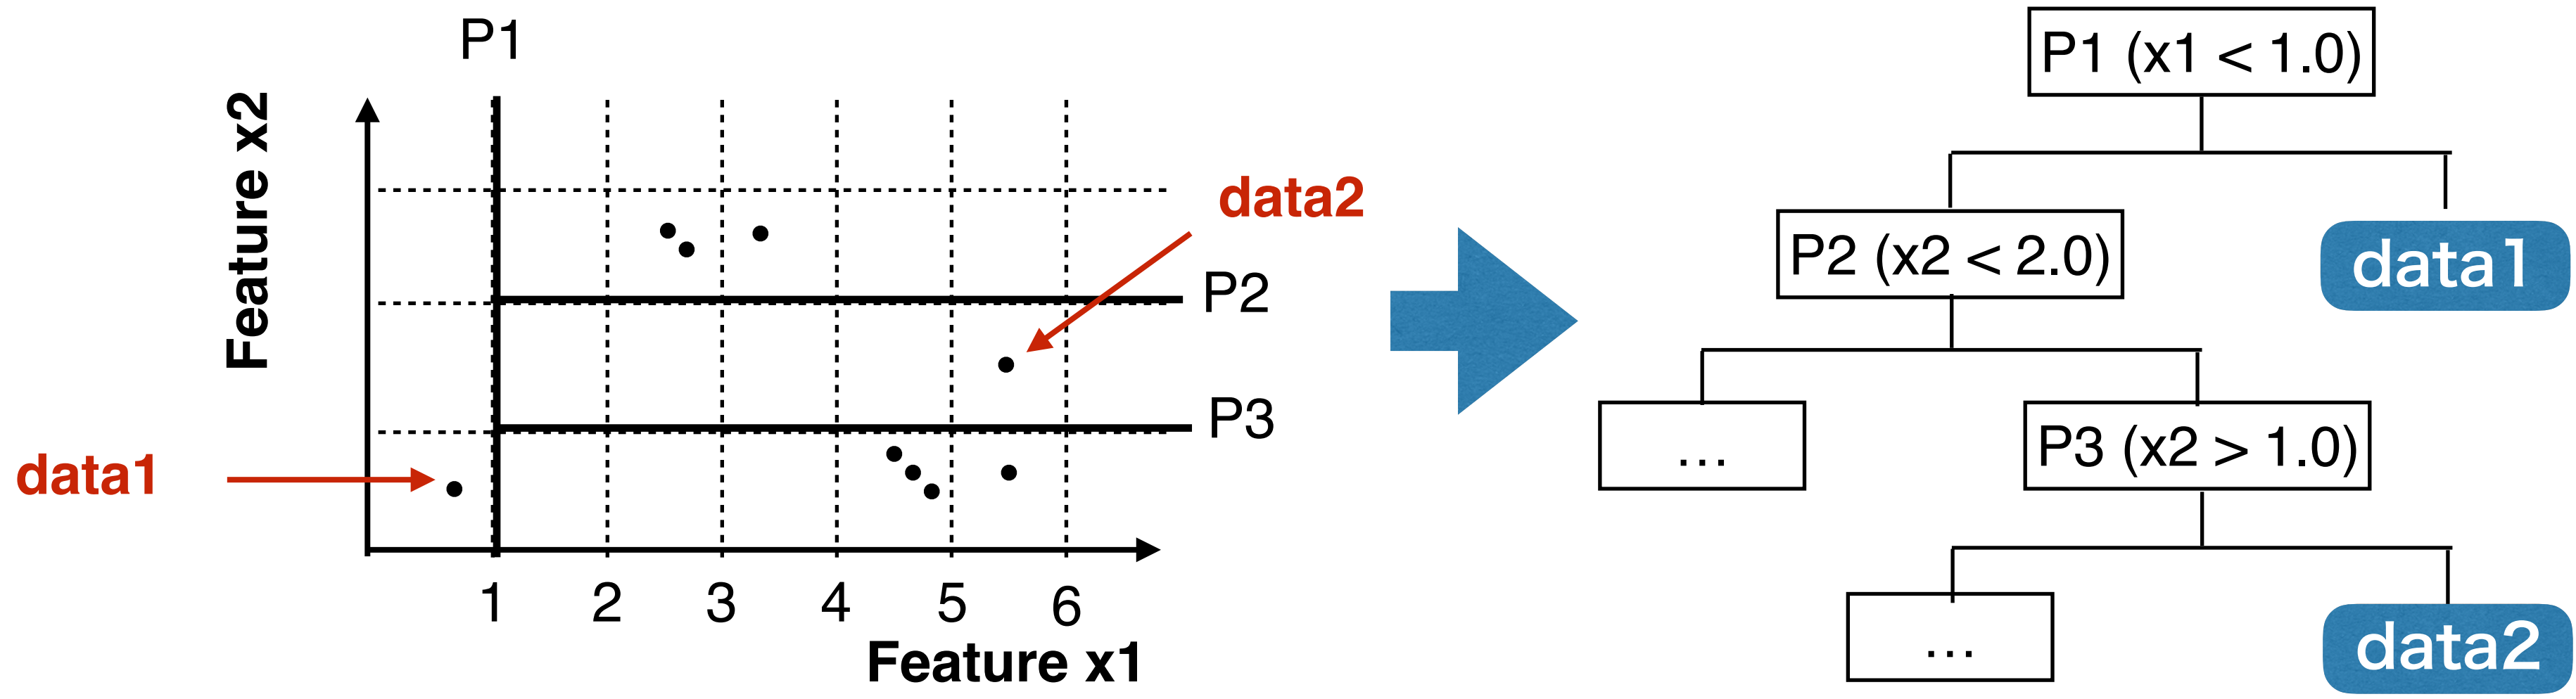 P1
Feature x2
data2
P2
P3
data1
1 2 3 4 5 6
Feature x1
P1 (x1 < 1.0)
P2 (x2 < 2.0)
data1
...
P3 (x2 > 1.0)
...
data2